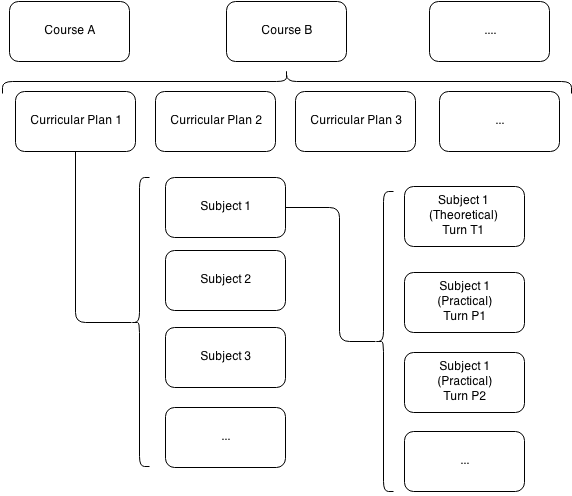 Course A
Course B
....
Curricular Plan 1
Curricular Plan 2
Curricular Plan 3
...
Subject 1
Subject 2
Subject 3
...
Subject 1
(Theoretical)
Turn T1
Subject 1
(Practical)
Turn P1
Subject 1
(Practical)
Turn P2
...